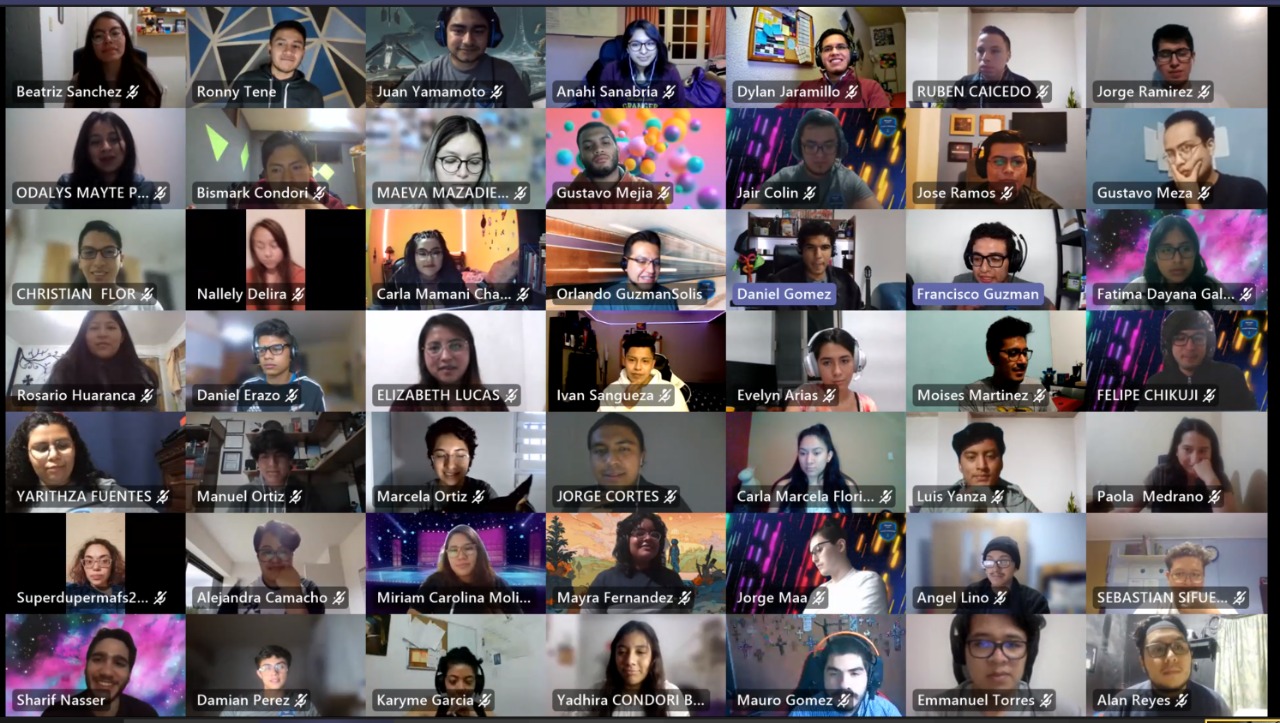 Beatriz Sanchez
Ronny Tene
Juan Yamamoto
Anahi Sanabria
Dylan Jaramillo
RUBEN CAICEDO
Jorge Ramirez
ODALYS MAYTE P...
Bismark Condori
MAEVA MAZADIE...
Gustavo Mejia
Jair Colin
Jose Ramos
Gustavo Meza
CHRISTIAN FLOR
Nallely Delira
Carla Mamani Cha...
Orlando GuzmanSolis
Daniel Gomez
Francisco Guzman
Fatima Dayana Gal...
Rosario Huaranca
Daniel Erazo
ELIZABETH LUCAS
Ivan Sangueza
Evelyn Arias
Moises Martinez
FELIPE CHIKUJI
YARITHZA FUENTES
Manuel Ortiz
Marcela Ortiz
JORGE CORTES
Carla Marcela Flori...
Luis Yanza
Paola Medrano
Superdupermafs2...
Alejandra Camacho
Miriam Carolina Moli...
Mayra Fernandez
Jorge Maa
Angel Lino
SEBASTIAN SIFUE...
Sharif Nasser
Damian Perez
Karyme Garcia
Yadhira CONDORI B...
Mauro Gomez
Emmanuel Torres
Alan Reyes